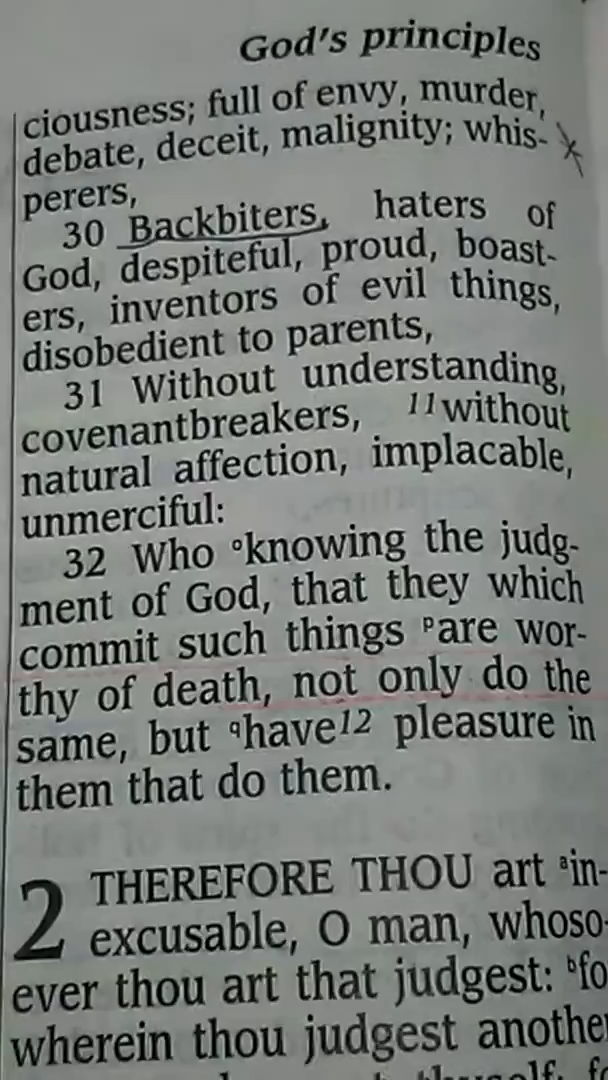 God's principles
ciousness; full of envy, murder,
debate, deceit, malignity; whis-
perers,
30 Backbiters, haters of
God, despiteful, proud, boast-
ers, inventors of evil things,
disobedient to parents,
31 Without understanding,
covenantbreakers, 11without
natural affection, implacable,
unmerciful:
32 Who oknowing the judg-
ment of God, that they which
commit such things pare wor-
thy of death, not only do the
same, but qhave12 pleasure in
them that do them.
2 THEREFORE THOU art ain-
excusable, O man, whoso-
ever thou art that judgest: bfo
wherein thou judgest another
thyself, fo